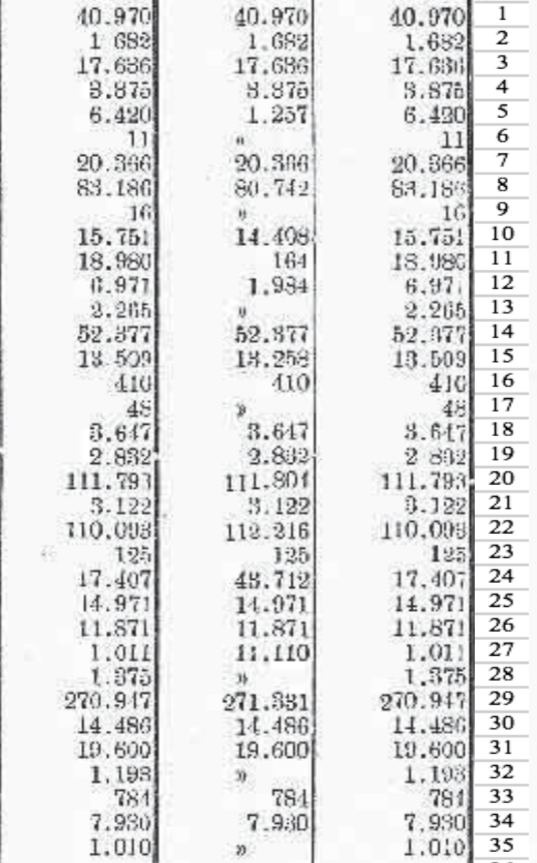 40.970 40.970 40.970 1
1 682 1.682 1.682 2
17.636 17.636 17.636 3
3.875 3.875 3.875 4
6.420 1.257 6.420 5
11 » 11 6
20.366 20.366 20.366 7
83.186 80.742 83.186 8
16 » 16 9
15.751 14.408 15.751 10
18.980 164 18.980 11
6.971 1.984 6.971 12
2.265 » 2.265 13
52.377 52.377 52.377 14
13.509 13.258 13.509 15
410 410 410 16
48 » 48 17
3.647 3.647 3.647 18
2.832 2.832 2 832 19
111.793 111.801 111.793 20
3.122 3.122 3.122 21
110.093 112.216 110.093 22
125 125 125 23
17.407 43.712 17.407 24
14.971 14.971 14.971 25
11.871 11.871 11.871 26
1.011 11.110 1.011 27
1.375 » 1.375 28
270.947 271.331 270.947 29
14.486 14.486 14.486 30
19.600 19.600 19.600 31
1.193 » 1.193 32
784 784 784 33
7.930 7.930 7.930 34
1.010 » 1.010 35